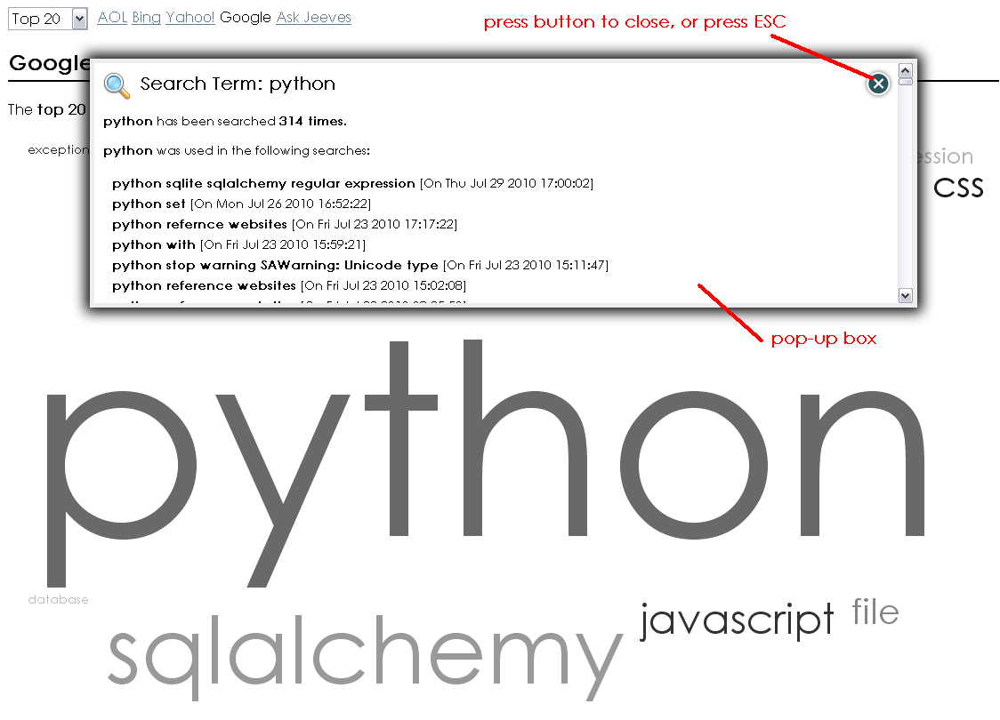 Top 20 AOL Bing Yahoo! Google Ask Jeeves
press button to close, or press ESC
Google
Search Term: python
The top 20
python has been searched 314 times.
exception
python was used in the following searches:
ession
css
python sqlite sqlalchemy regular expression [On Thu Jul 29 2010 17:00:02]
python set [On Mon Jul 26 2010 16:52:22]
python refernce websites [On Fri Jul 23 2010 17:17:22]
python with [On Fri Jul 23 2010 15:59:21]
python stop warning SAWarning: Unicode type [On Fri Jul 23 2010 15:11:47]
python reference websites [On Fri Jul 23 2010 15:02:08]
pop-up box
python
database
sqlalchemy
javascript
file